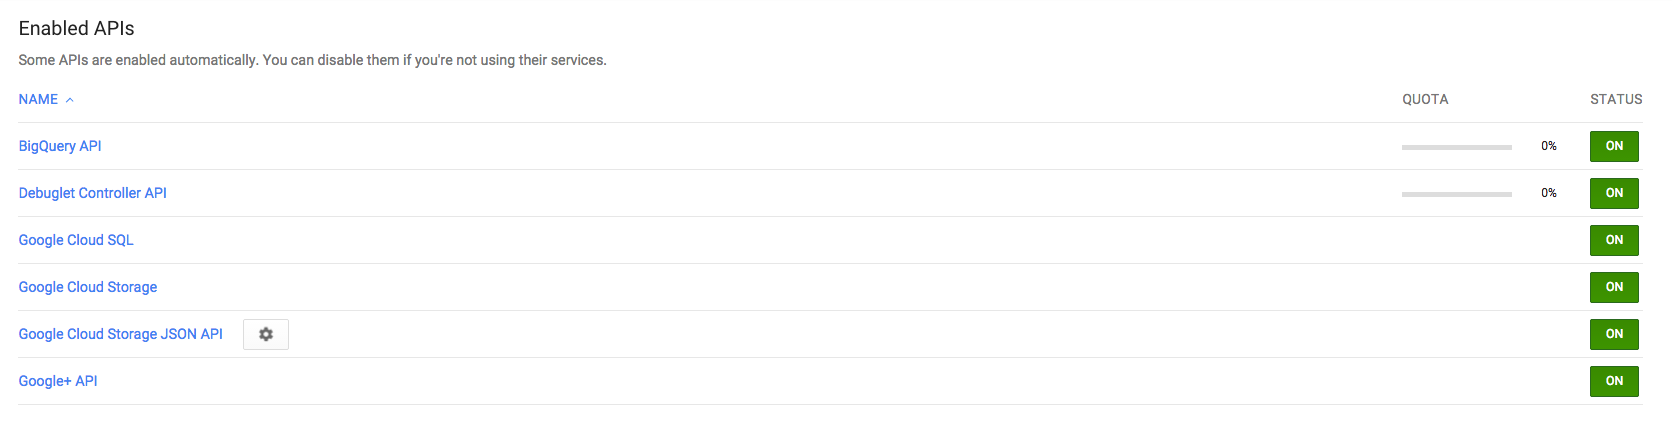 Enabled APIs
Some APIs are enabled automatically. You can disable them if you're not using their services.
NAME QUOTA STATUS
BigQuery API 0% ON
Debuglet Controller API 0% ON
Google Cloud SQL ON
Google Cloud Storage ON
Google Cloud Storage JSON API ON
Google+ API ON